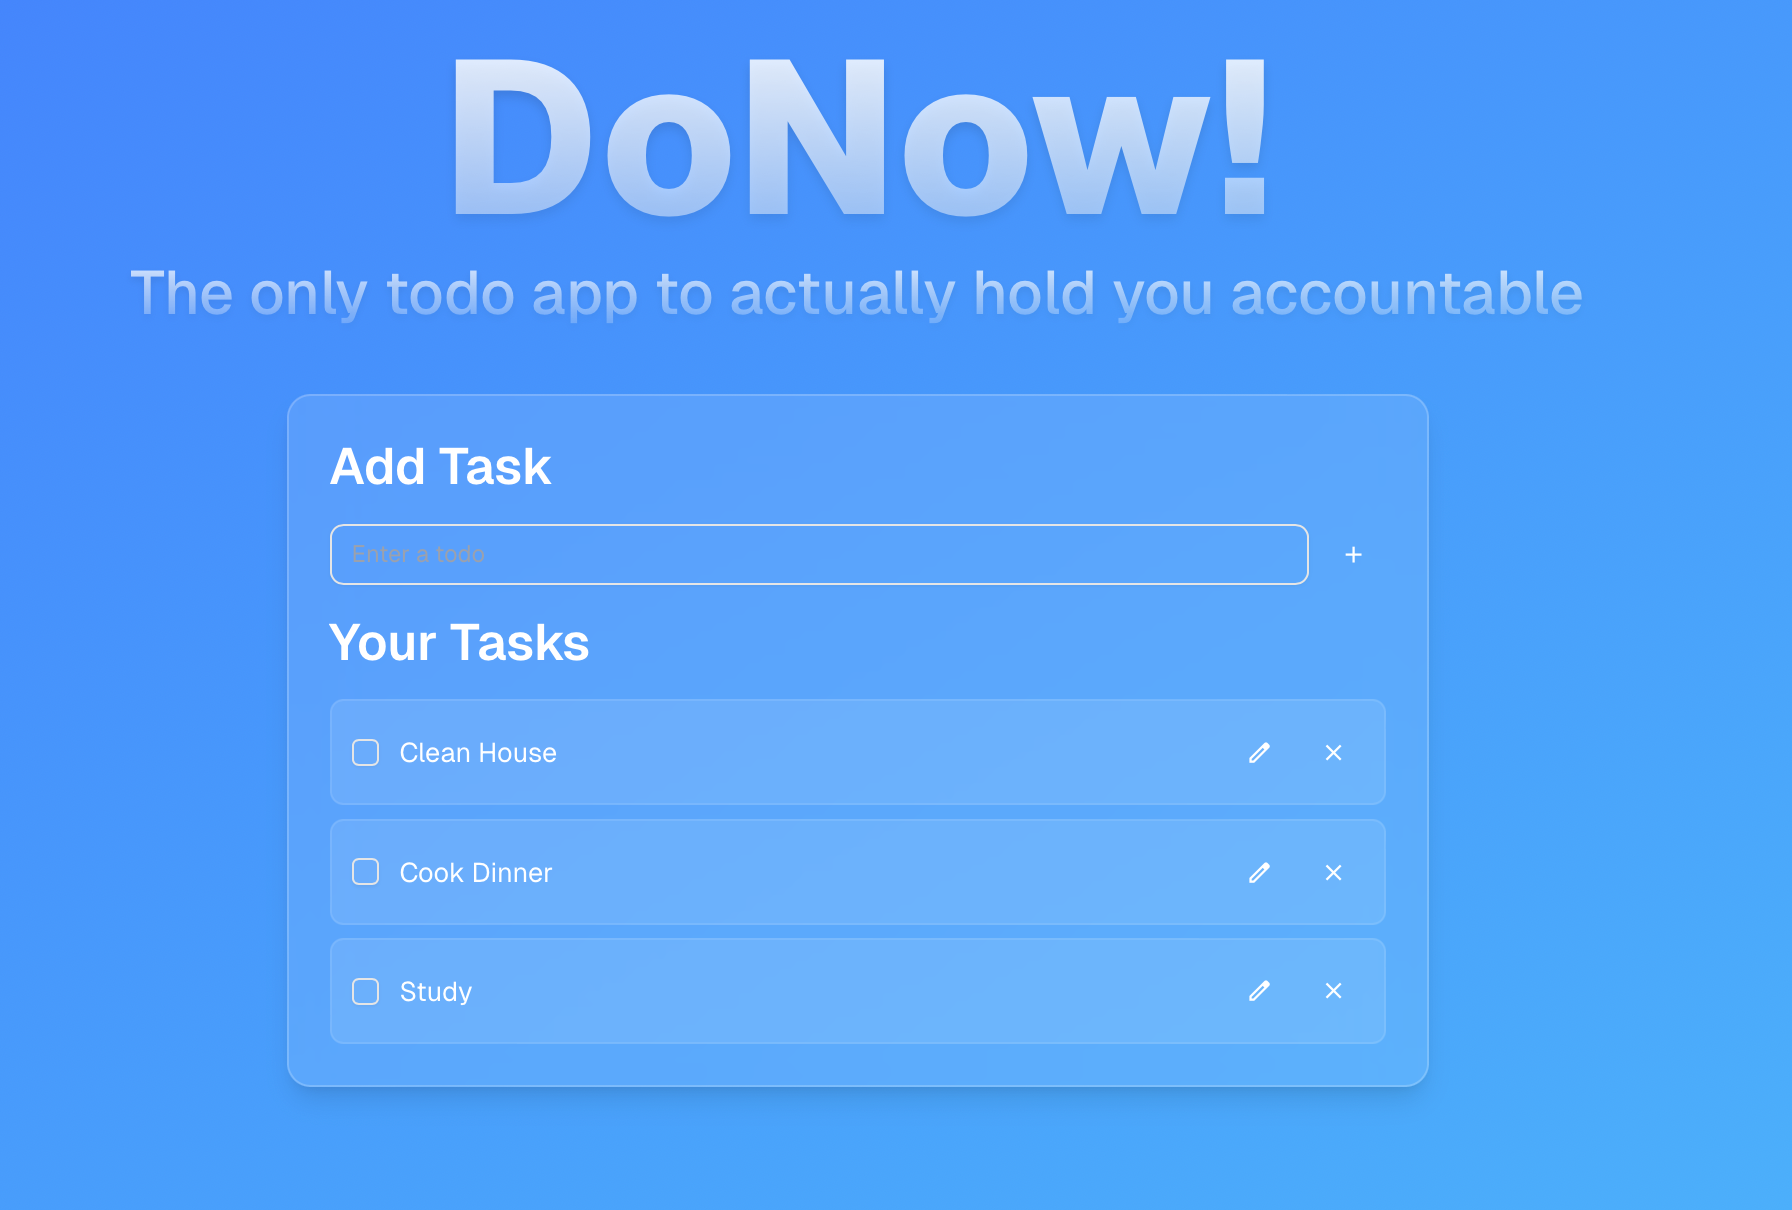 DoNow!
The only todo app to actually hold you accountable
Add Task
Enter a todo
Your Tasks
Clean House
Cook Dinner
Study